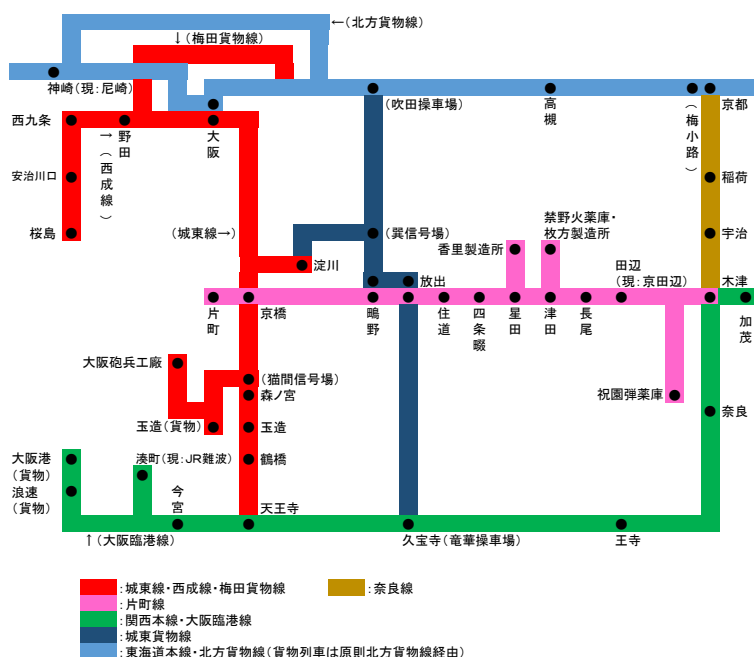 ←(北方貨物線)
↓(梅田貨物線)
神崎(現:尼崎)
(吹田操車場)
高槻
(梅小路)
京都
西九条
野田
→(西成線)
大阪
安治川口
稲荷
桜島
(城東線→)
(巽信号場)
禁野火薬庫・
枚方製造所
香里製造所
宇治
淀川
放出
田辺
(現:京田辺)
木津
片町
京橋
鴫野
住道
四条畷
星田
津田
長尾
加茂
大阪砲兵工廠
(猫間信号場)
森ノ宮
祝園弾薬庫
奈良
玉造(貨物)
玉造
大阪港
(貨物)
湊町(現:JR難波)
鶴橋
浪速
(貨物)
今宮
天王寺
↑(大阪臨港線)
久宝寺(竜華操車場)
王寺
:城東線・西成線・梅田貨物線
:奈良線
:片町線
:関西本線・大阪臨港線
:城東貨物線
:東海道本線・北方貨物線(貨物列車は原則北方貨物線経由)